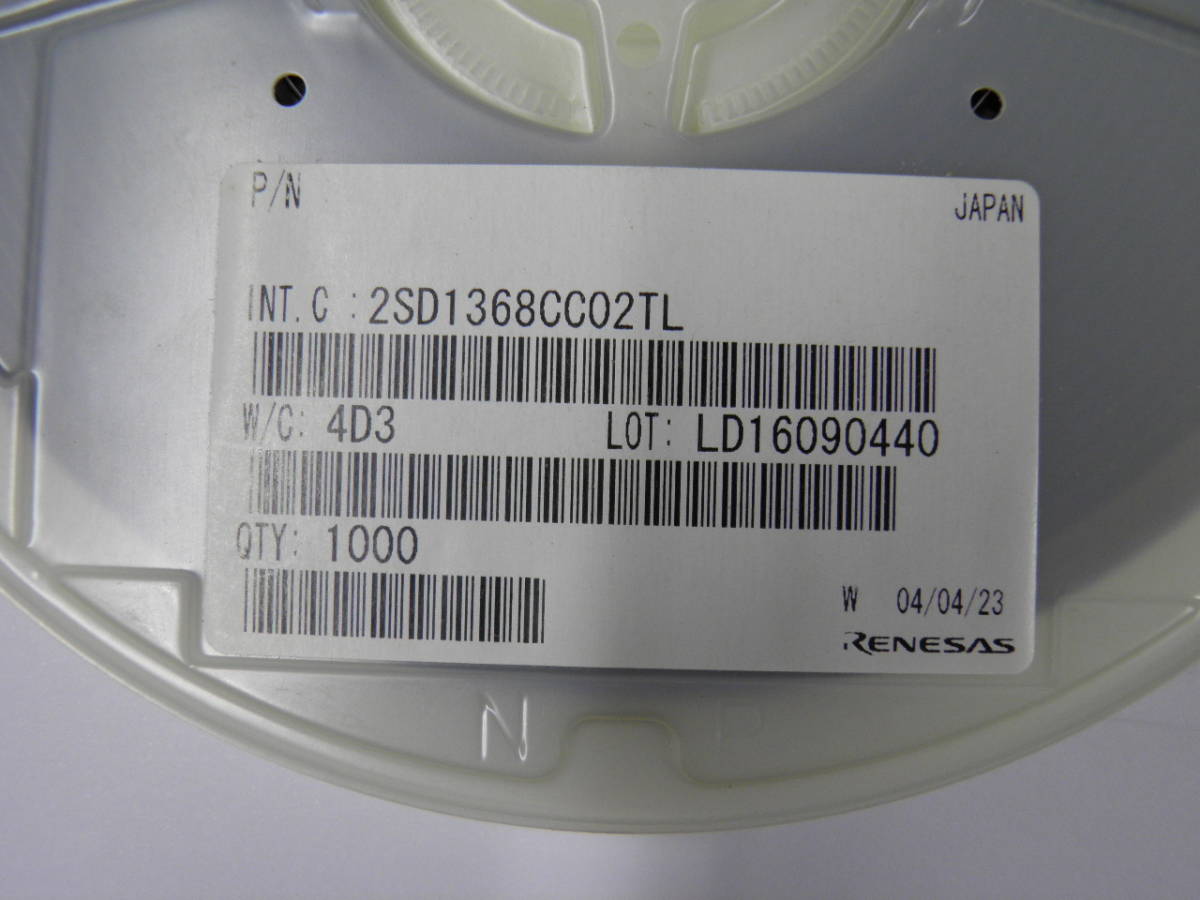 P/N
JAPAN
INT.C :2SD1368CC02TL
W/C: 4D3 LOT: LD16090440
QTY: 1000
W 04/04/23
RENESAS
N P